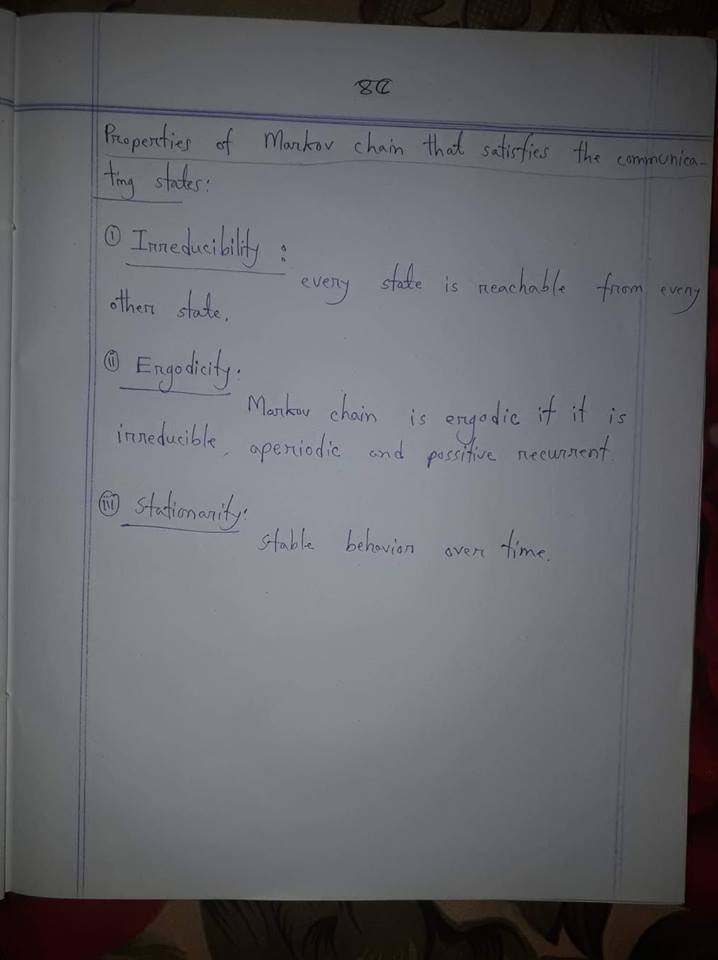 8C
Properties of Markov chain that satisfies the communica-
ting states:
(i) Irreducibility :
every state is reachable from every
other state.
(ii) Ergodicity.
Markov chain is ergodic if it is
irreducible, aperiodic and possitive recurrent.
(iii) Stationarity:
stable behavior over time.